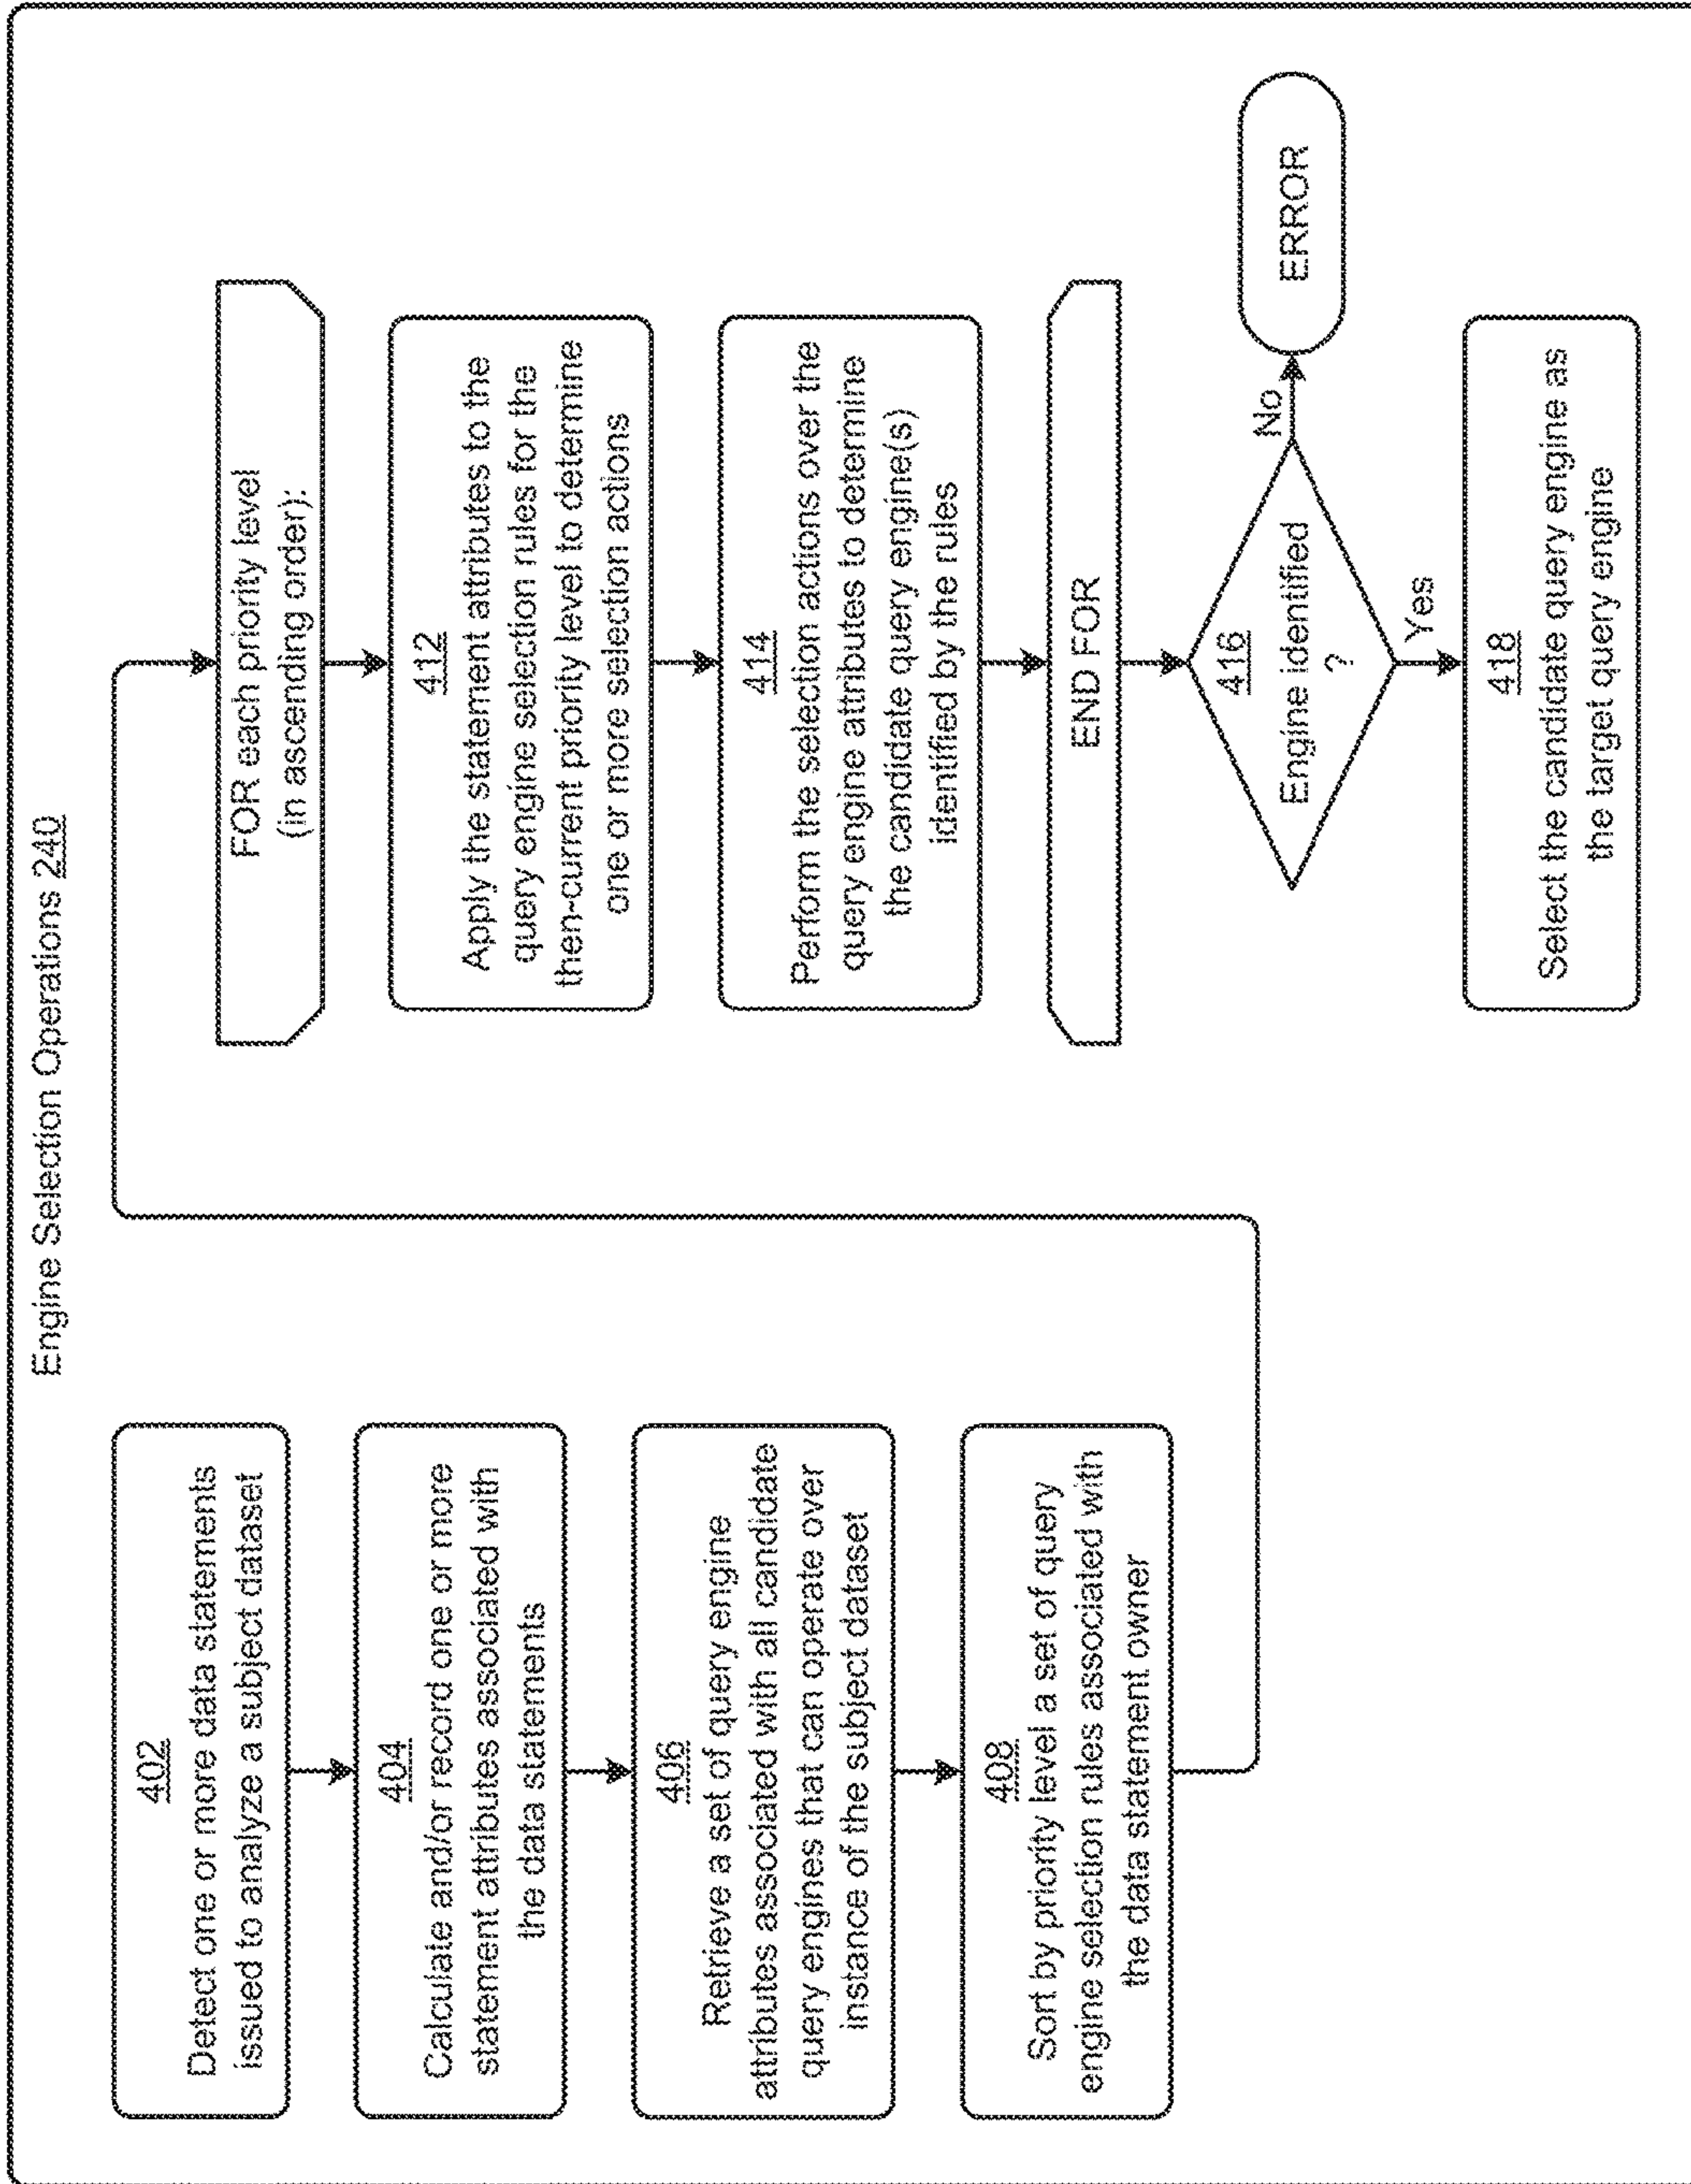 Engine Selection Operations 240
402
Detect one or more data statements
issued to analyze a subject dataset
404
Calculate and/or record one or more
statement attributes associated with
the data statements
406
Retrieve a set of query engine
attributes associated with all candidate
query engines that can operate over
instance of the subject dataset
408
Sort by priority level a set of query
engine selection rules associated with
the data statement owner
FOR each priority level
(in ascending order):
412
Apply the statement attributes to the
query engine selection rules for the
then-current priority level to determine
one or more selection actions
414
Perform the selection actions over the
query engine attributes to determine
the candidate query engine(s)
identified by the rules
END FOR
416
Engine identified
?
No
ERROR
Yes
418
Select the candidate query engine as
the target query engine